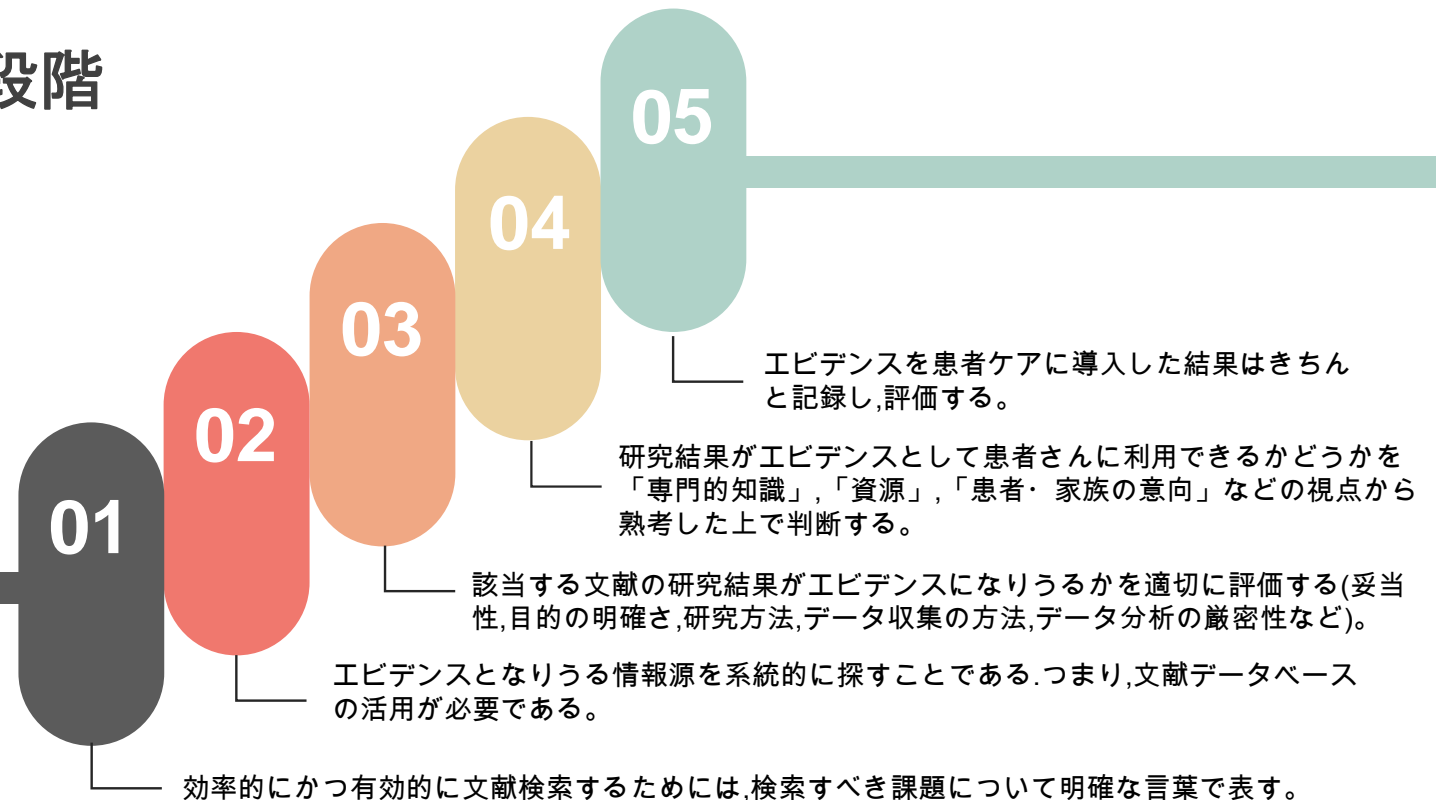 段階
05
04
03
02
01
エビデンスを患者ケアに導入した結果はきちん
と記録し,評価する。
研究結果がエビデンスとして患者さんに利用できるかどうかを
「専門的知識」,「資源」,「患者・ 家族の意向」などの視点から
熟考した上で判断する。
該当する文献の研究結果がエビデンスになりうるかを適切に評価する(妥当
性,目的の明確さ,研究方法,データ収集の方法,データ分析の厳密性など)。
エビデンスとなりうる情報源を系統的に探すことである.つまり,文献データベース
の活用が必要である。
効率的にかつ有効的に文献検索するためには,検索すべき課題について明確な言葉で表す。